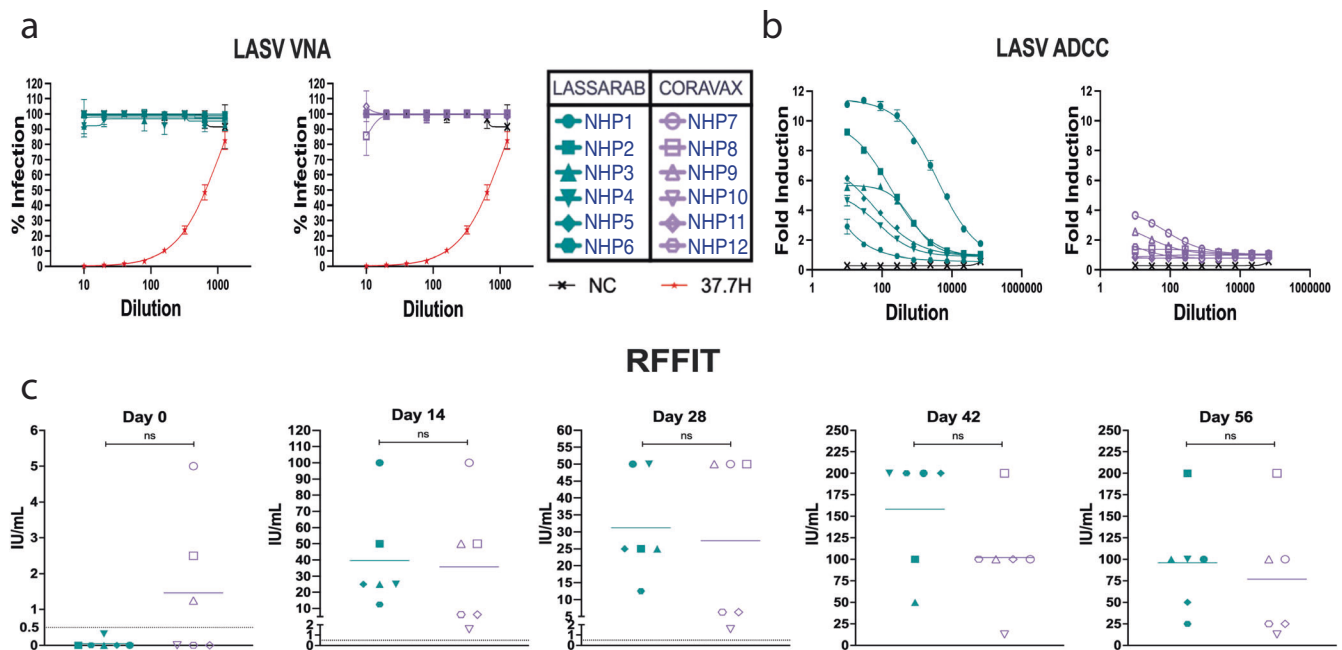 a
LASV VNA
% Infection
120
110
100
90
80
70
60
50
40
30
20
10
0
10
100
1000
Dilution
% Infection
120
110
100
90
80
70
60
50
40
30
20
10
0
10
100
1000
Dilution
LASSARAB CORAVAX
NHP1 NHP7
NHP2 NHP8
NHP3 NHP9
NHP4 NHP10
NHP5 NHP11
NHP6 NHP12
NC 37.7H
b
LASV ADCC
Fold Induction
12
10
8
6
4
2
0
1 100 10000 1000000
Dilution
Fold Induction
12
10
8
6
4
2
0
1 100 10000 1000000
Dilution
RFFIT
c
Day 0
ns
IU/mL
6
5
4
3
2
1
0.5
0
Day 14
ns
IU/mL
120
110
100
90
80
70
60
50
40
30
20
10
2
1
0
Day 28
ns
IU/mL
60
55
50
45
40
35
30
25
20
15
10
5
2
1
0
Day 42
ns
IU/mL
250
225
200
175
150
125
100
75
50
25
0
Day 56
ns
IU/mL
250
225
200
175
150
125
100
75
50
25
0